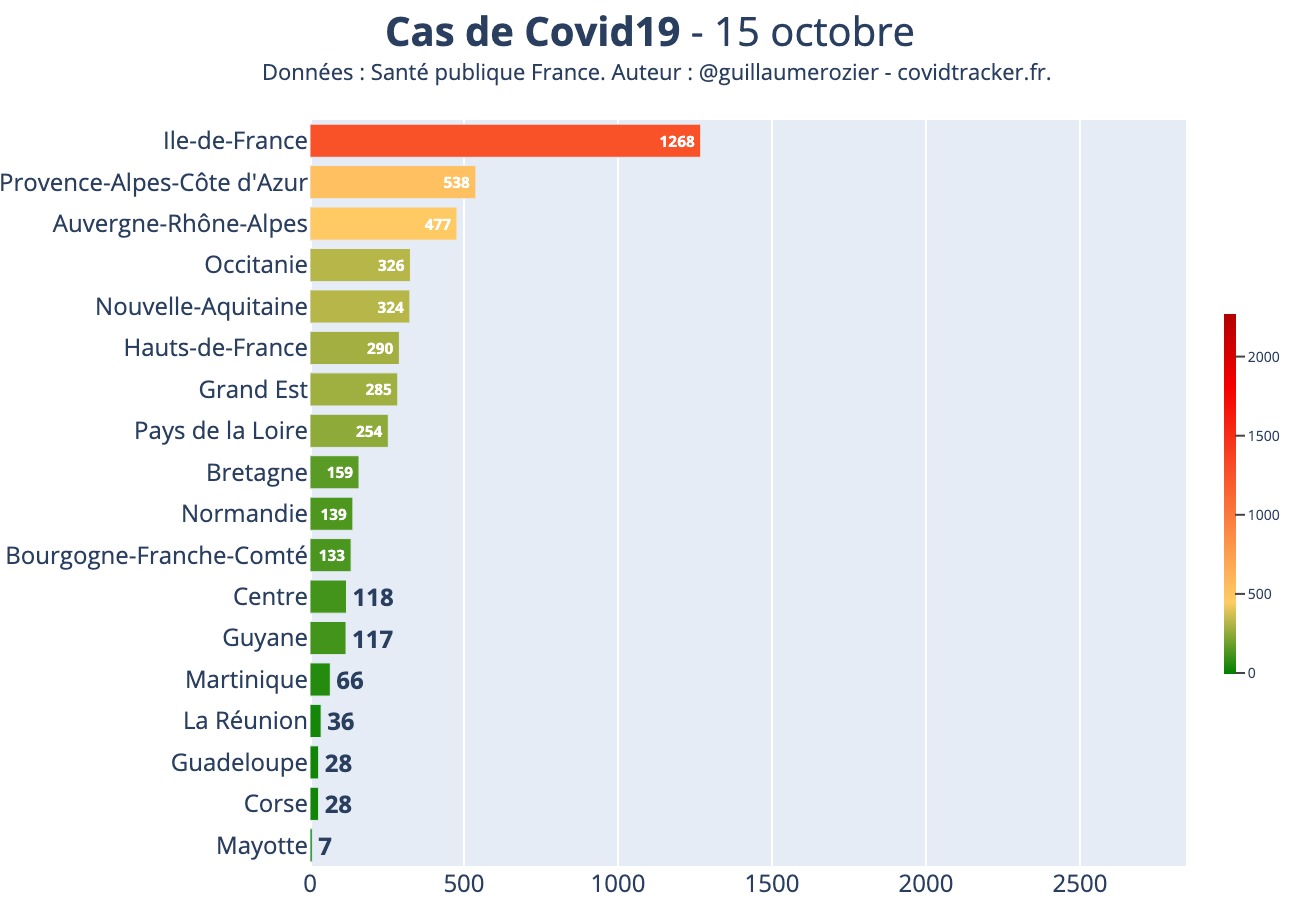 Cas de Covid19 - 15 octobre
Données : Santé publique France. Auteur : @guillaumerozier - covidtracker.fr.
Ile-de-France 1268
Provence-Alpes-Côte d'Azur 538
Auvergne-Rhône-Alpes 477
Occitanie 326
Nouvelle-Aquitaine 324
Hauts-de-France 290
Grand Est 285
Pays de la Loire 254
Bretagne 159
Normandie 139
Bourgogne-Franche-Comté 133
Centre 118
Guyane 117
Martinique 66
La Réunion 36
Guadeloupe 28
Corse 28
Mayotte 7
0 500 1000 1500 2000 2500
2000
1500
1000
500
0